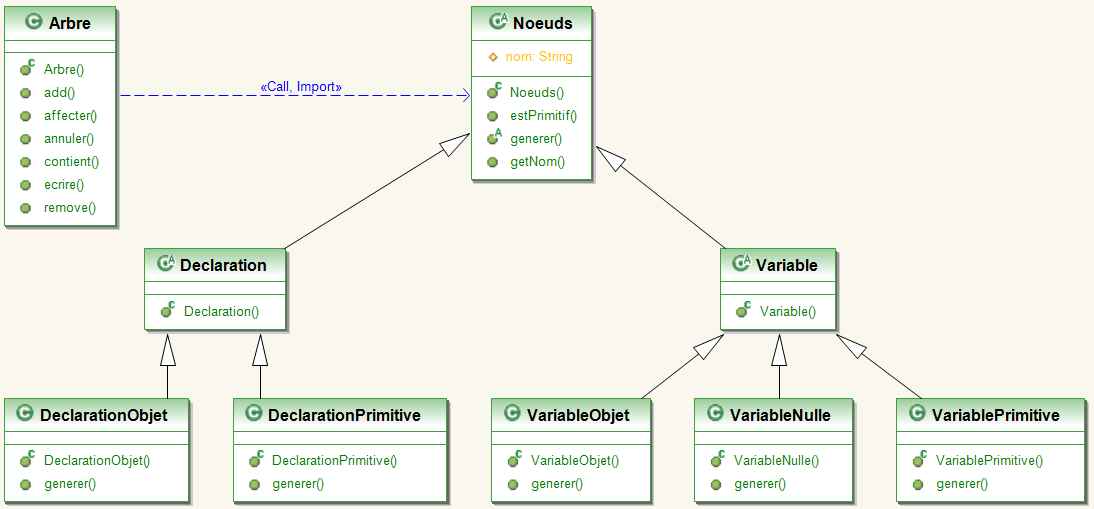 Arbre
Arbre()
add()
affecter()
annuler()
contient()
ecrire()
remove()
«Call, Import»
Noeuds
nom: String
Noeuds()
estPrimitif()
generer()
getNom()
Declaration
Declaration()
Variable
Variable()
DeclarationObjet
DeclarationObjet()
generer()
DeclarationPrimitive
DeclarationPrimitive()
generer()
VariableObjet
VariableObjet()
generer()
VariableNulle
VariableNulle()
generer()
VariablePrimitive
VariablePrimitive()
generer()